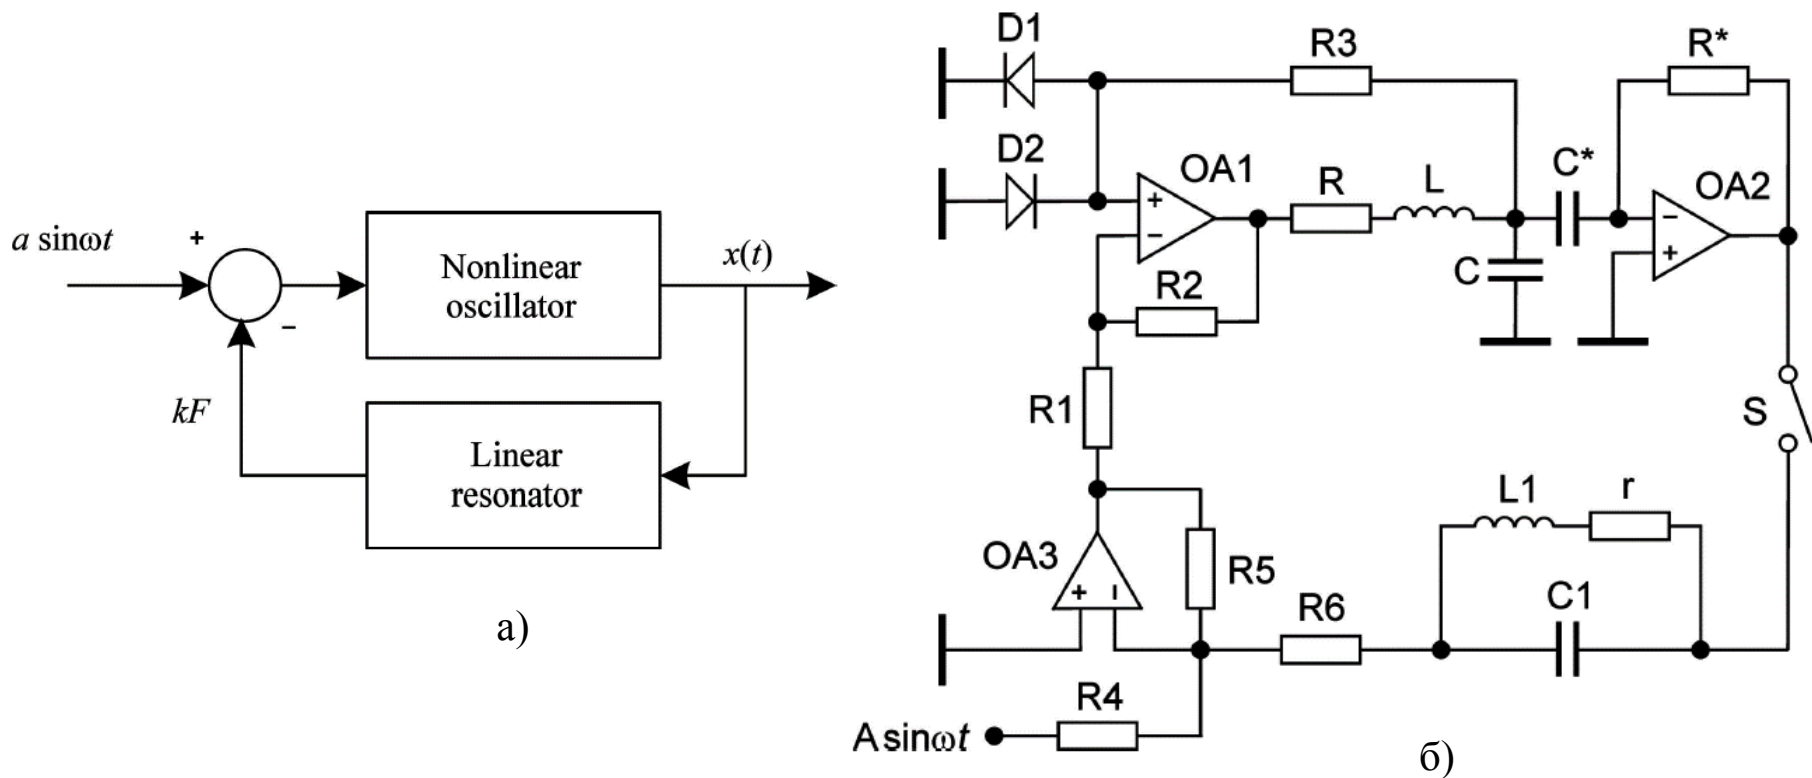 a sinωt
+
−
Nonlinear
oscillator
x(t)
kF
Linear
resonator
а)
D1
R3
R*
D2
OA1
R
L
C*
OA2
+
−
−
+
C
R2
R1
S
L1
r
OA3
+
−
R5
R6
C1
R4
A sinωt
б)